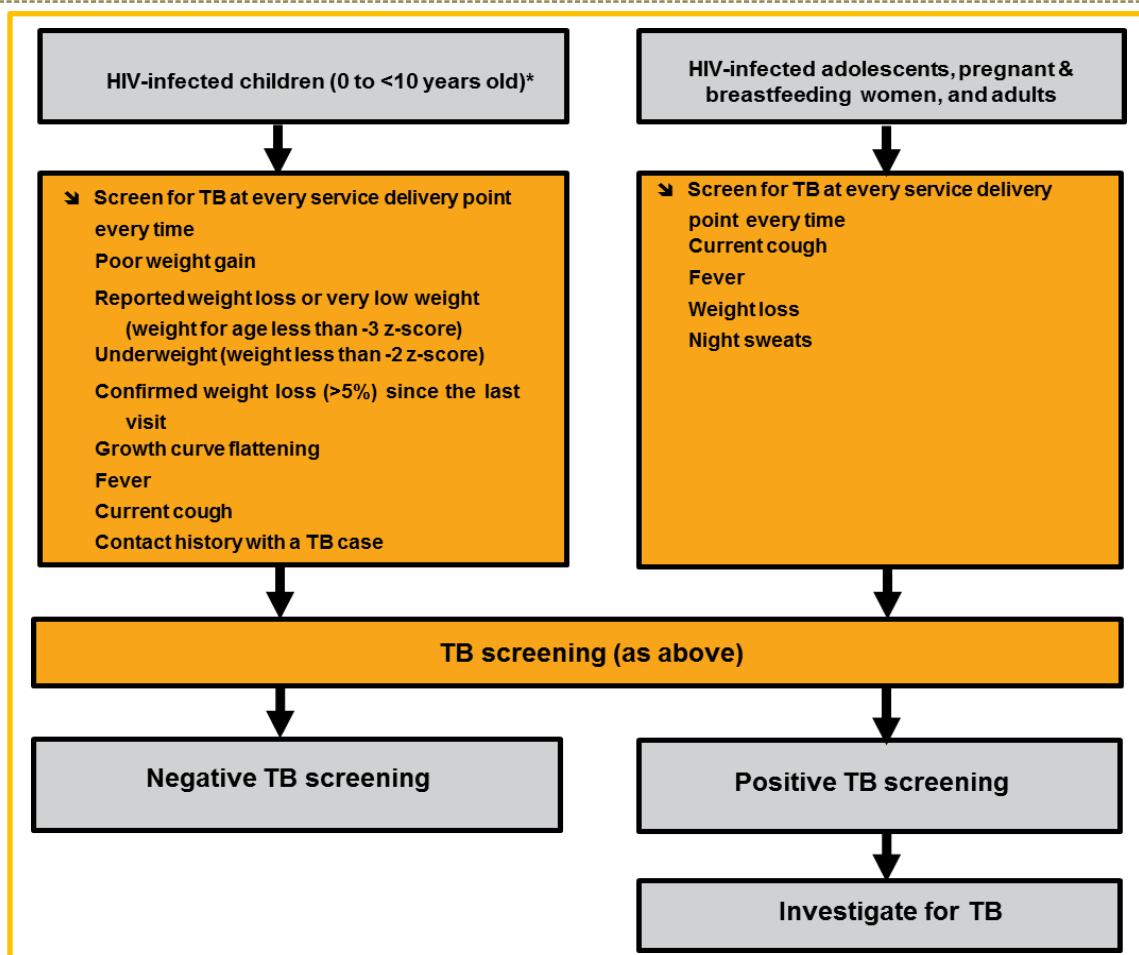 HIV-infected children (0 to <10 years old)*
HIV-infected adolescents, pregnant &
breastfeeding women, and adults
Screen for TB at every service delivery point
every time
Poor weight gain
Reported weight loss or very low weight
(weight for age less than -3 z-score)
Underweight (weight less than -2 z-score)
Confirmed weight loss (>5%) since the last
visit
Growth curve flattening
Fever
Current cough
Contact history with a TB case
Screen for TB at every service delivery
point every time
Current cough
Fever
Weight loss
Night sweats
TB screening (as above)
Negative TB screening
Positive TB screening
Investigate for TB